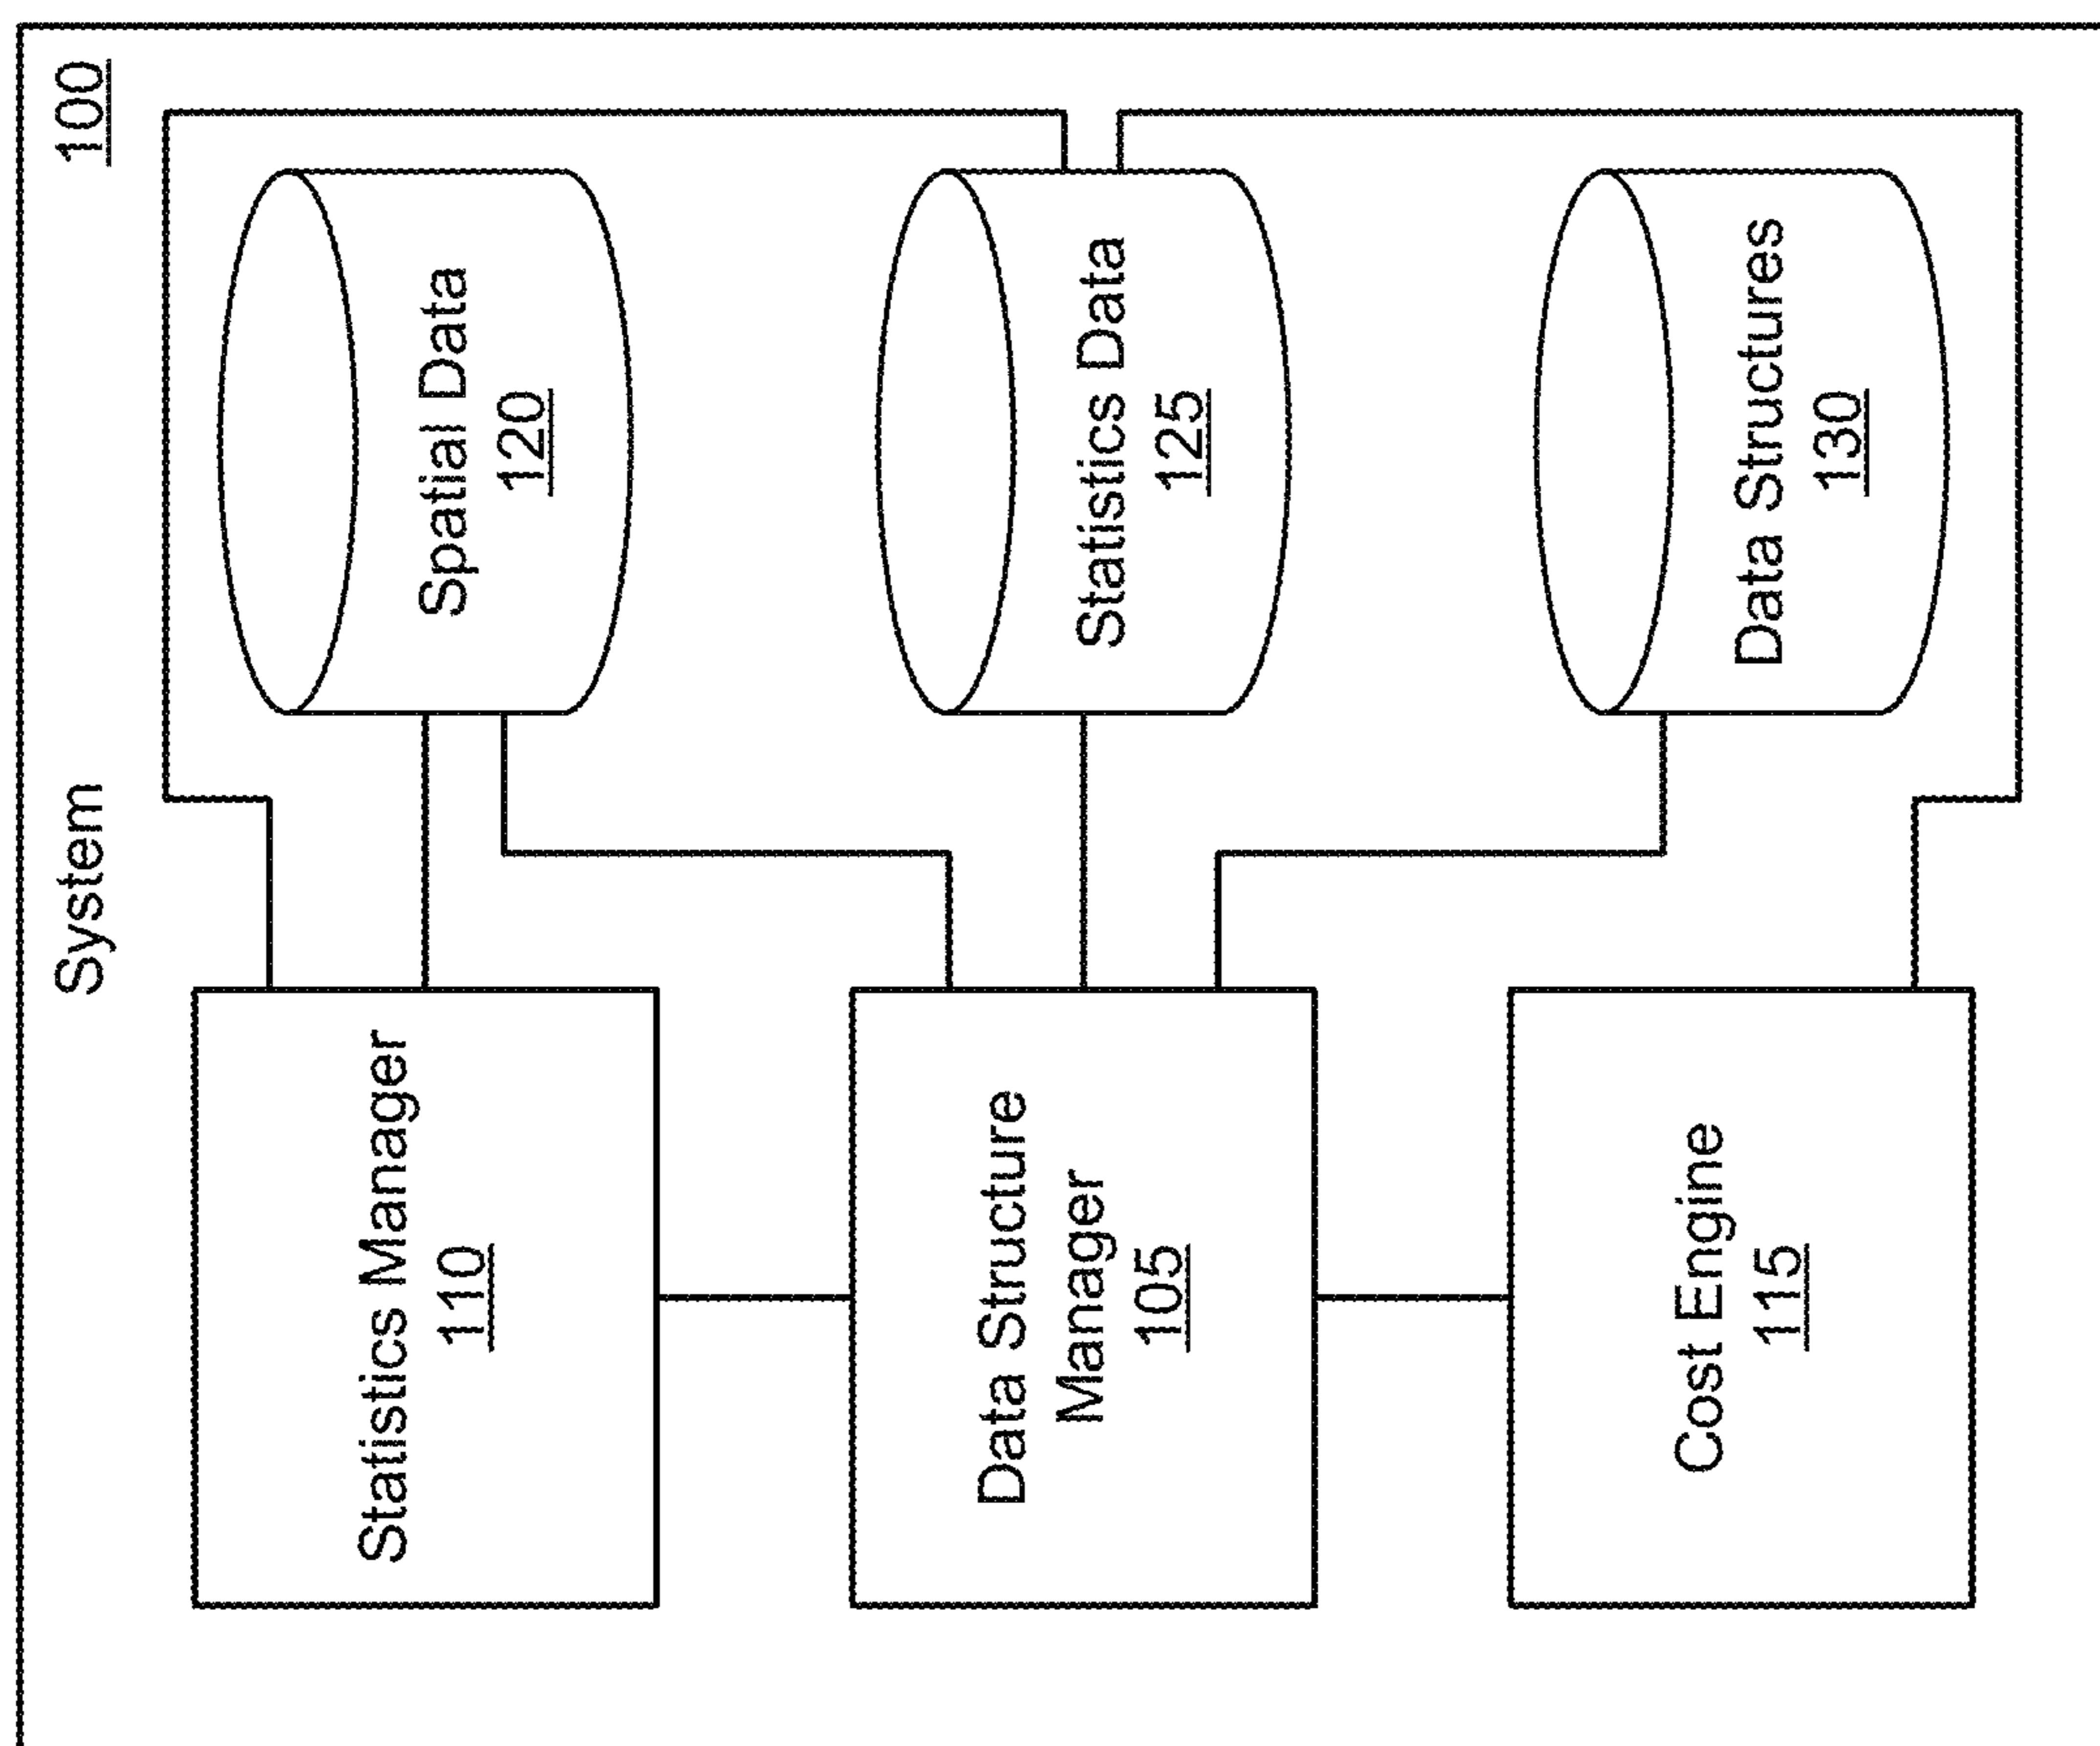 System
100
Statistics Manager
110
Spatial Data
120
Data Structure
Manager
105
Statistics Data
125
Cost Engine
115
Data Structures
130